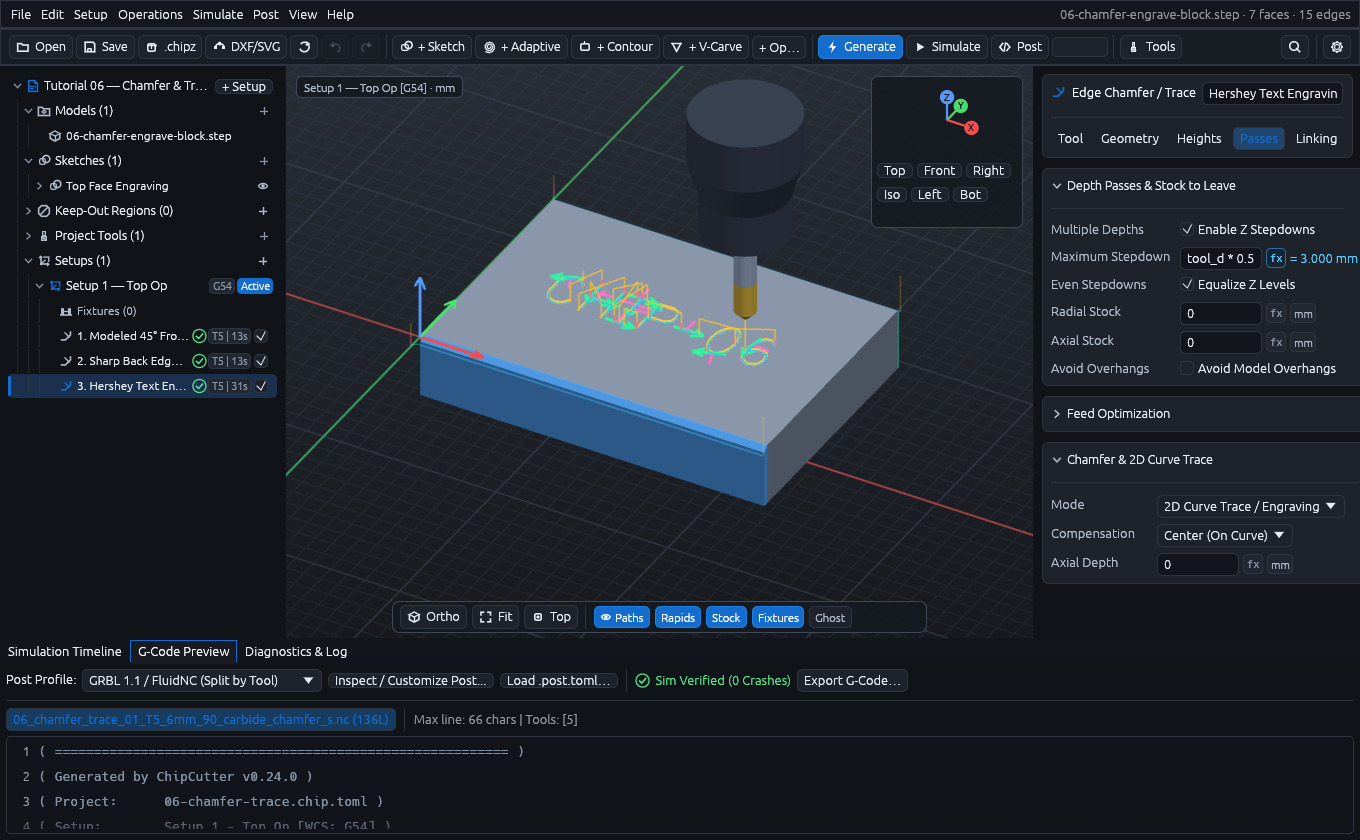 File Edit Setup Operations Simulate Post View Help
06-chamfer-engrave-block.step · 7 faces · 15 edges
Open Save .chipz DXF/SVG + Sketch + Adaptive + Contour + V-Carve + Op... Generate Simulate Post Tools
Tutorial 06 — Chamfer & Tr... + Setup
Models (1) +
06-chamfer-engrave-block.step
Sketches (1) +
Top Face Engraving
Keep-Out Regions (0) +
Project Tools (1) +
Setups (1) +
Setup 1 — Top Op G54 Active
Fixtures (0)
1. Modeled 45° Fro... T5 | 13s
2. Sharp Back Edg... T5 | 13s
3. Hershey Text En... T5 | 31s
Setup 1 — Top Op [G54] · mm
Z
Y
X
Top Front Right
Iso Left Bot
Ortho Fit Top Paths Rapids Stock Fixtures Ghost
Edge Chamfer / Trace Hershey Text Engravin
Tool Geometry Heights Passes Linking
Depth Passes & Stock to Leave
Multiple Depths Enable Z Stepdowns
Maximum Stepdown tool_d * 0.5 fx = 3.000 mm
Even Stepdowns Equalize Z Levels
Radial Stock 0 fx mm
Axial Stock 0 fx mm
Avoid Overhangs Avoid Model Overhangs
Feed Optimization
Chamfer & 2D Curve Trace
Mode 2D Curve Trace / Engraving
Compensation Center (On Curve)
Axial Depth 0 fx mm
Simulation Timeline G-Code Preview Diagnostics & Log
Post Profile: GRBL 1.1 / FluidNC (Split by Tool) Inspect / Customize Post... Load .post.toml... Sim Verified (0 Crashes) Export G-Code...
06_chamfer_trace_01_T5_6mm_90_carbide_chamfer_s.nc (136L) Max line: 66 chars | Tools: [5]
1 ( ========================================================== )
2 ( Generated by ChipCutter v0.24.0 )
3 ( Project: 06-chamfer-trace.chip.toml )
4 ( Setup: Setup 1 - Top Op [WCS: G54] )